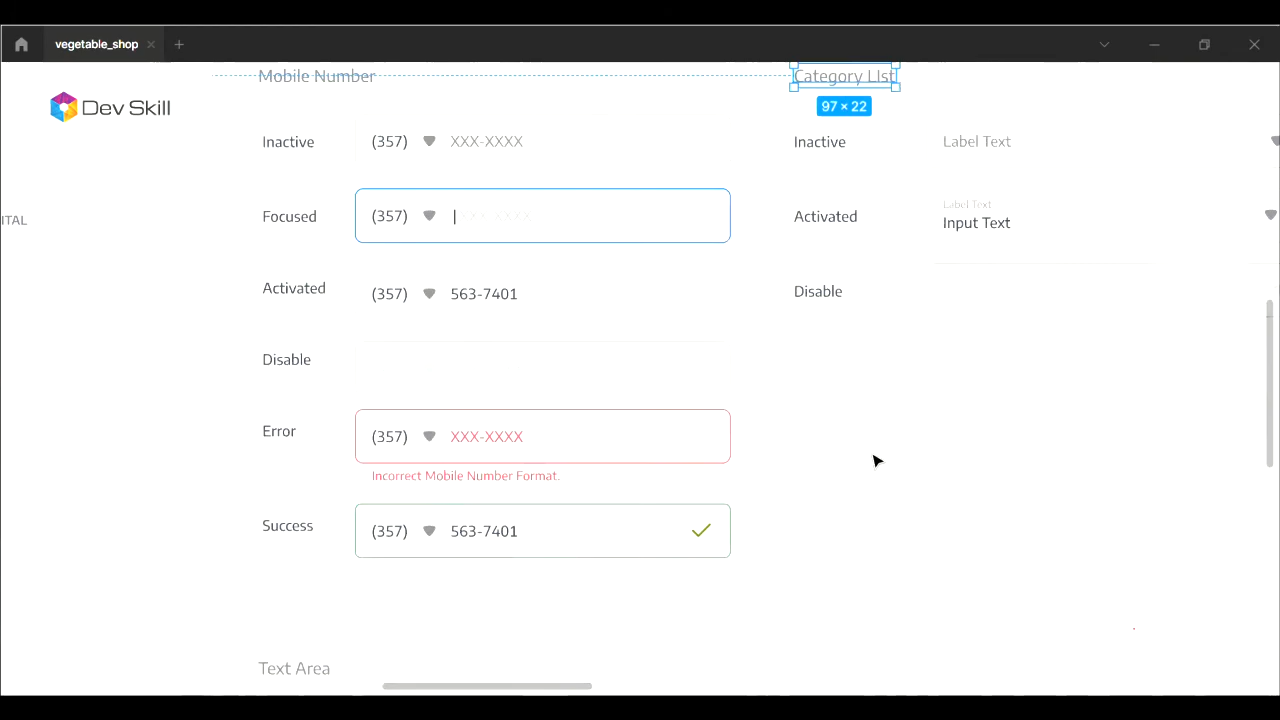 vegetable_shop
Mobile Number
Category LIst
97 × 22
Dev Skill
Inactive (357) XXX-XXXX
Inactive Label Text
Focused (357)
ITAL
Activated Label Text
Input Text
Activated (357) 563-7401
Disable
Disable
Error (357) XXX-XXXX
Incorrect Mobile Number Format.
Success (357) 563-7401
Text Area